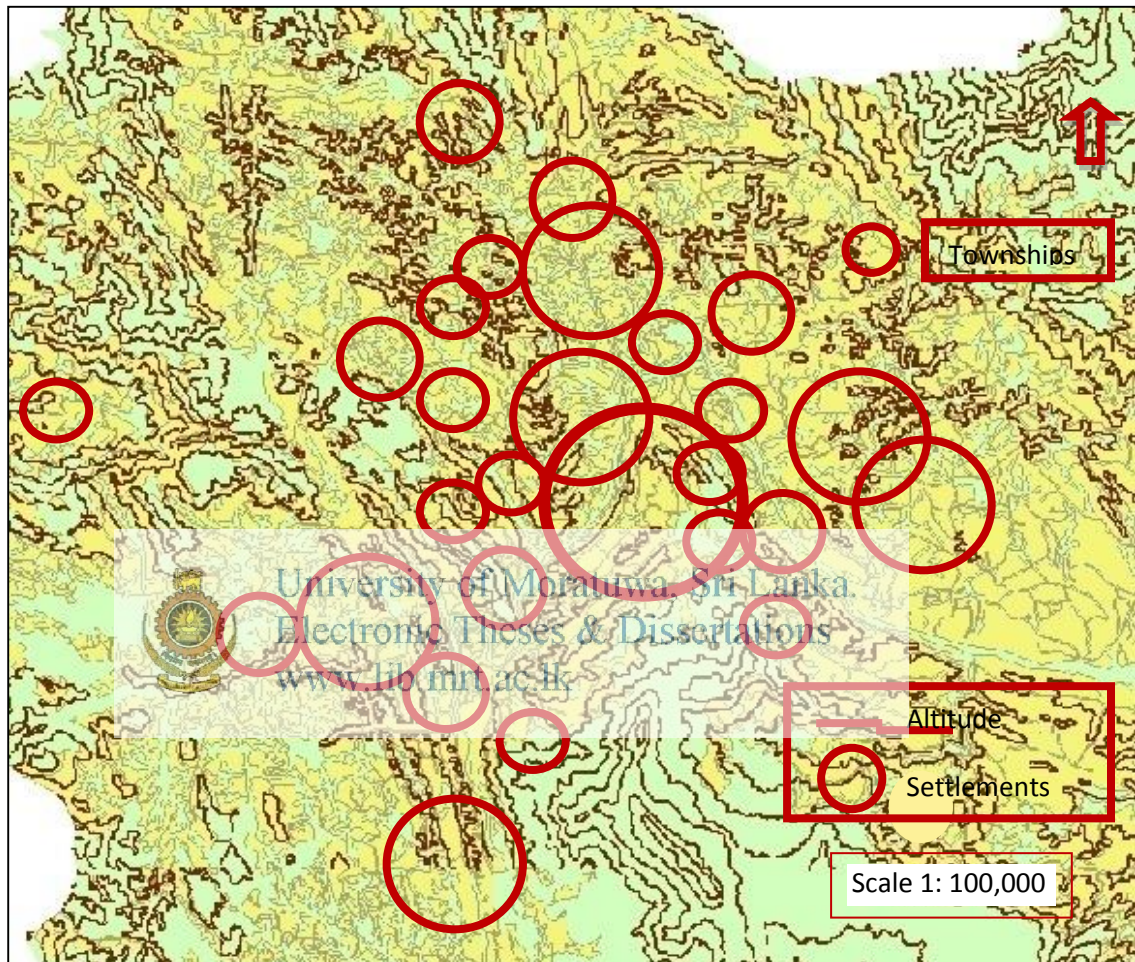 Townships
University of Moratuwa, Sri Lanka.
Electronic Theses & Dissertations
www.lib.mrt.ac.lk
Altitude
Settlements
Scale 1: 100,000